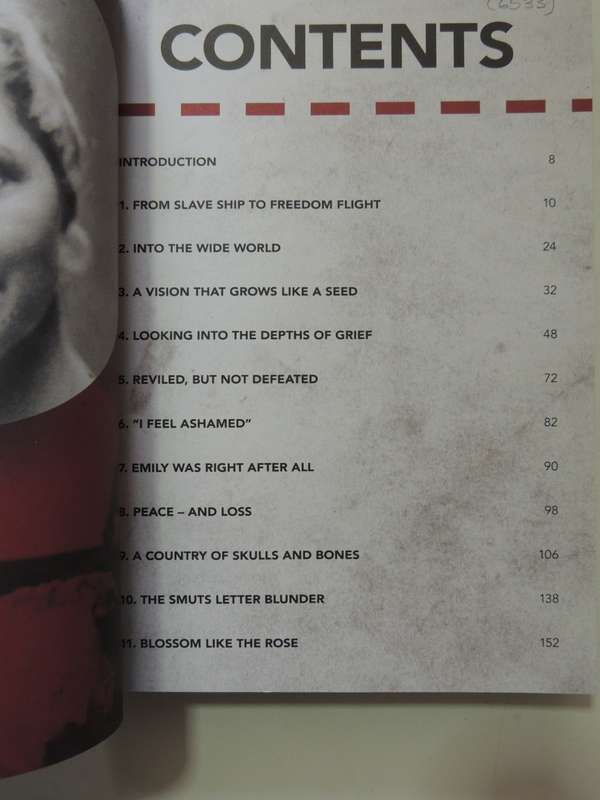 (6533)
CONTENTS
INTRODUCTION 8
1. FROM SLAVE SHIP TO FREEDOM FLIGHT 10
2. INTO THE WIDE WORLD 24
3. A VISION THAT GROWS LIKE A SEED 32
4. LOOKING INTO THE DEPTHS OF GRIEF 48
5. REVILED, BUT NOT DEFEATED 72
6. “I FEEL ASHAMED” 82
7. EMILY WAS RIGHT AFTER ALL 90
8. PEACE – AND LOSS 98
9. A COUNTRY OF SKULLS AND BONES 106
10. THE SMUTS LETTER BLUNDER 138
11. BLOSSOM LIKE THE ROSE 152